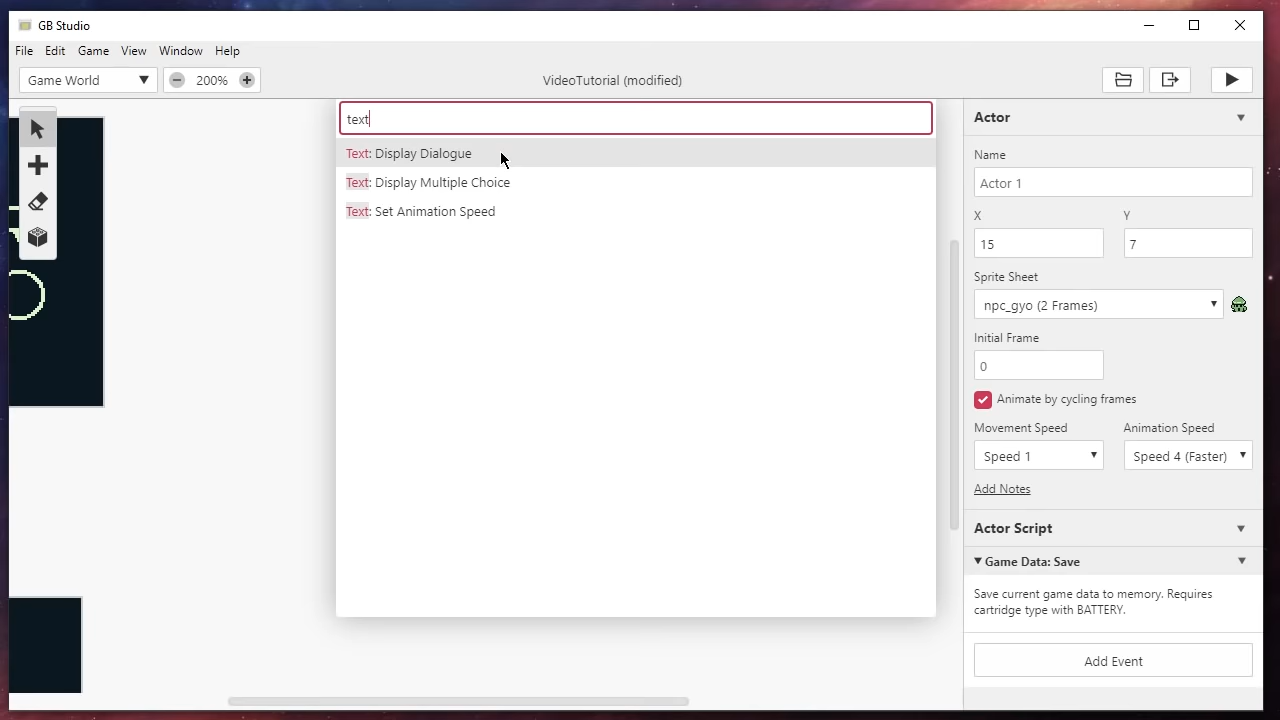 GB Studio
File Edit Game View Window Help
Game World 200% VideoTutorial (modified)
text
Text: Display Dialogue
Text: Display Multiple Choice
Text: Set Animation Speed
Actor
Name
Actor 1
X Y
15 7
Sprite Sheet
npc_gyo (2 Frames)
Initial Frame
0
Animate by cycling frames
Movement Speed Animation Speed
Speed 1 Speed 4 (Faster)
Add Notes
Actor Script
Game Data: Save
Save current game data to memory. Requires
cartridge type with BATTERY.
Add Event